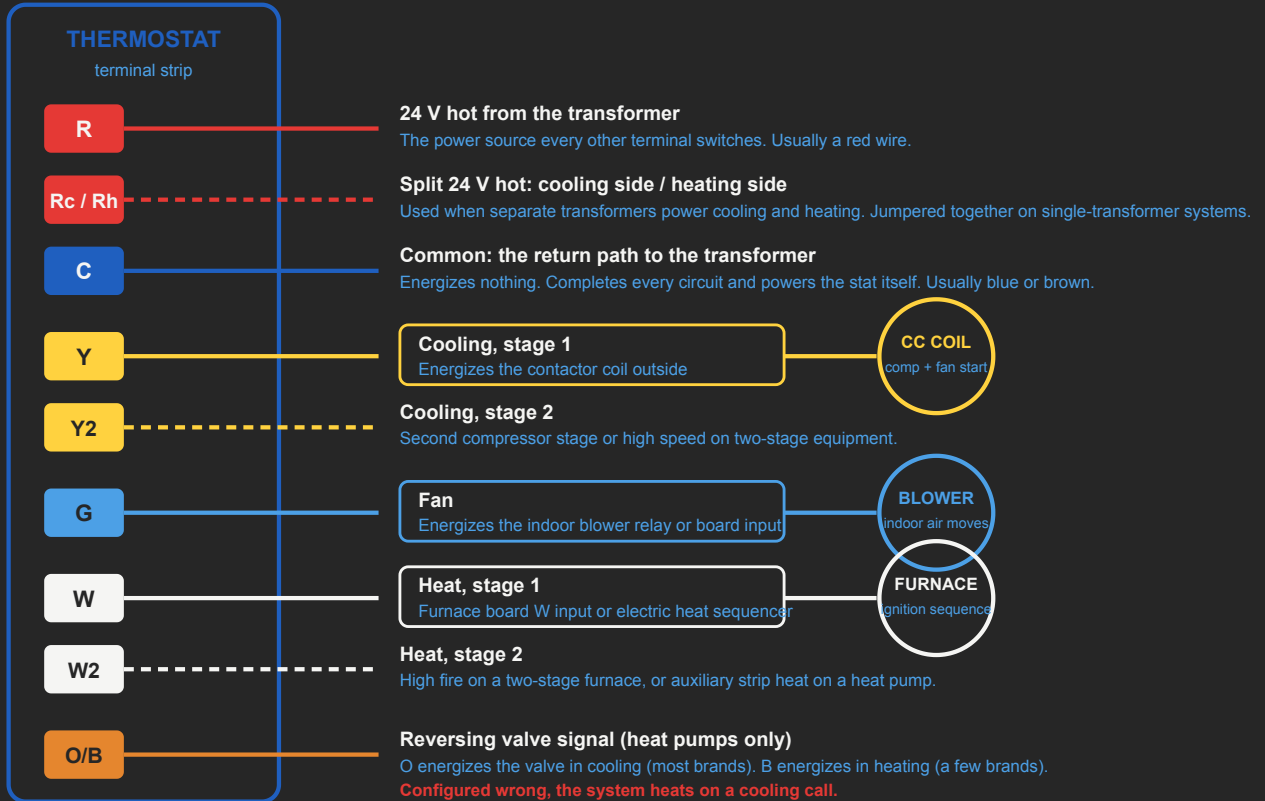 THERMOSTAT
terminal strip
R
24 V hot from the transformer
The power source every other terminal switches. Usually a red wire.
Rc / Rh
Split 24 V hot: cooling side / heating side
Used when separate transformers power cooling and heating. Jumpered together on single-transformer systems.
C
Common: the return path to the transformer
Energizes nothing. Completes every circuit and powers the stat itself. Usually blue or brown.
Y
Cooling, stage 1
Energizes the contactor coil outside
CC COIL
comp + fan start
Y2
Cooling, stage 2
Second compressor stage or high speed on two-stage equipment.
G
Fan
Energizes the indoor blower relay or board input
BLOWER
indoor air moves
W
Heat, stage 1
Furnace board W input or electric heat sequencer
FURNACE
ignition sequence
W2
Heat, stage 2
High fire on a two-stage furnace, or auxiliary strip heat on a heat pump.
O/B
Reversing valve signal (heat pumps only)
O energizes the valve in cooling (most brands). B energizes in heating (a few brands).
Configured wrong, the system heats on a cooling call.